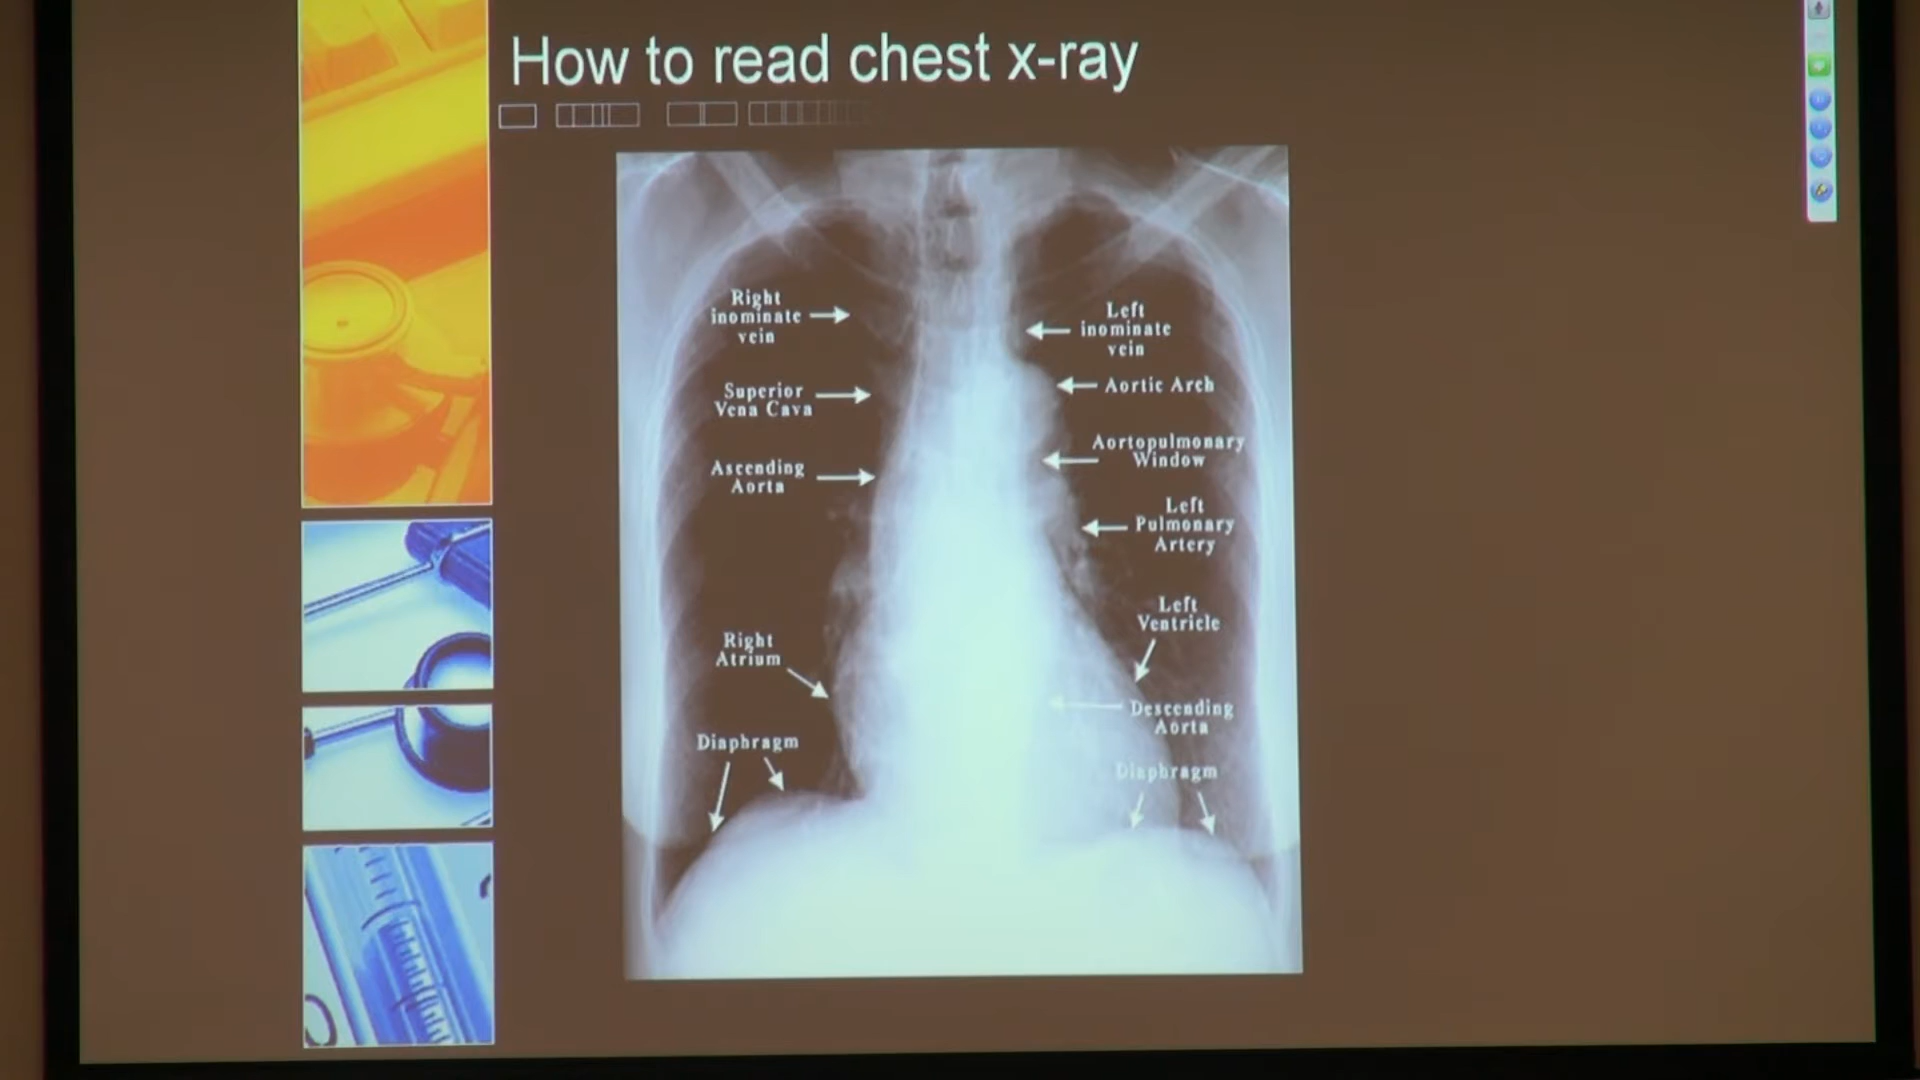 How to read chest x-ray
Right
inominate
vein
Superior
Vena Cava
Ascending
Aorta
Right
Atrium
Diaphragm
Left
inominate
vein
Aortic Arch
Aortopulmonary
Window
Left
Pulmonary
Artery
Left
Ventricle
Descending
Aorta
Diaphragm